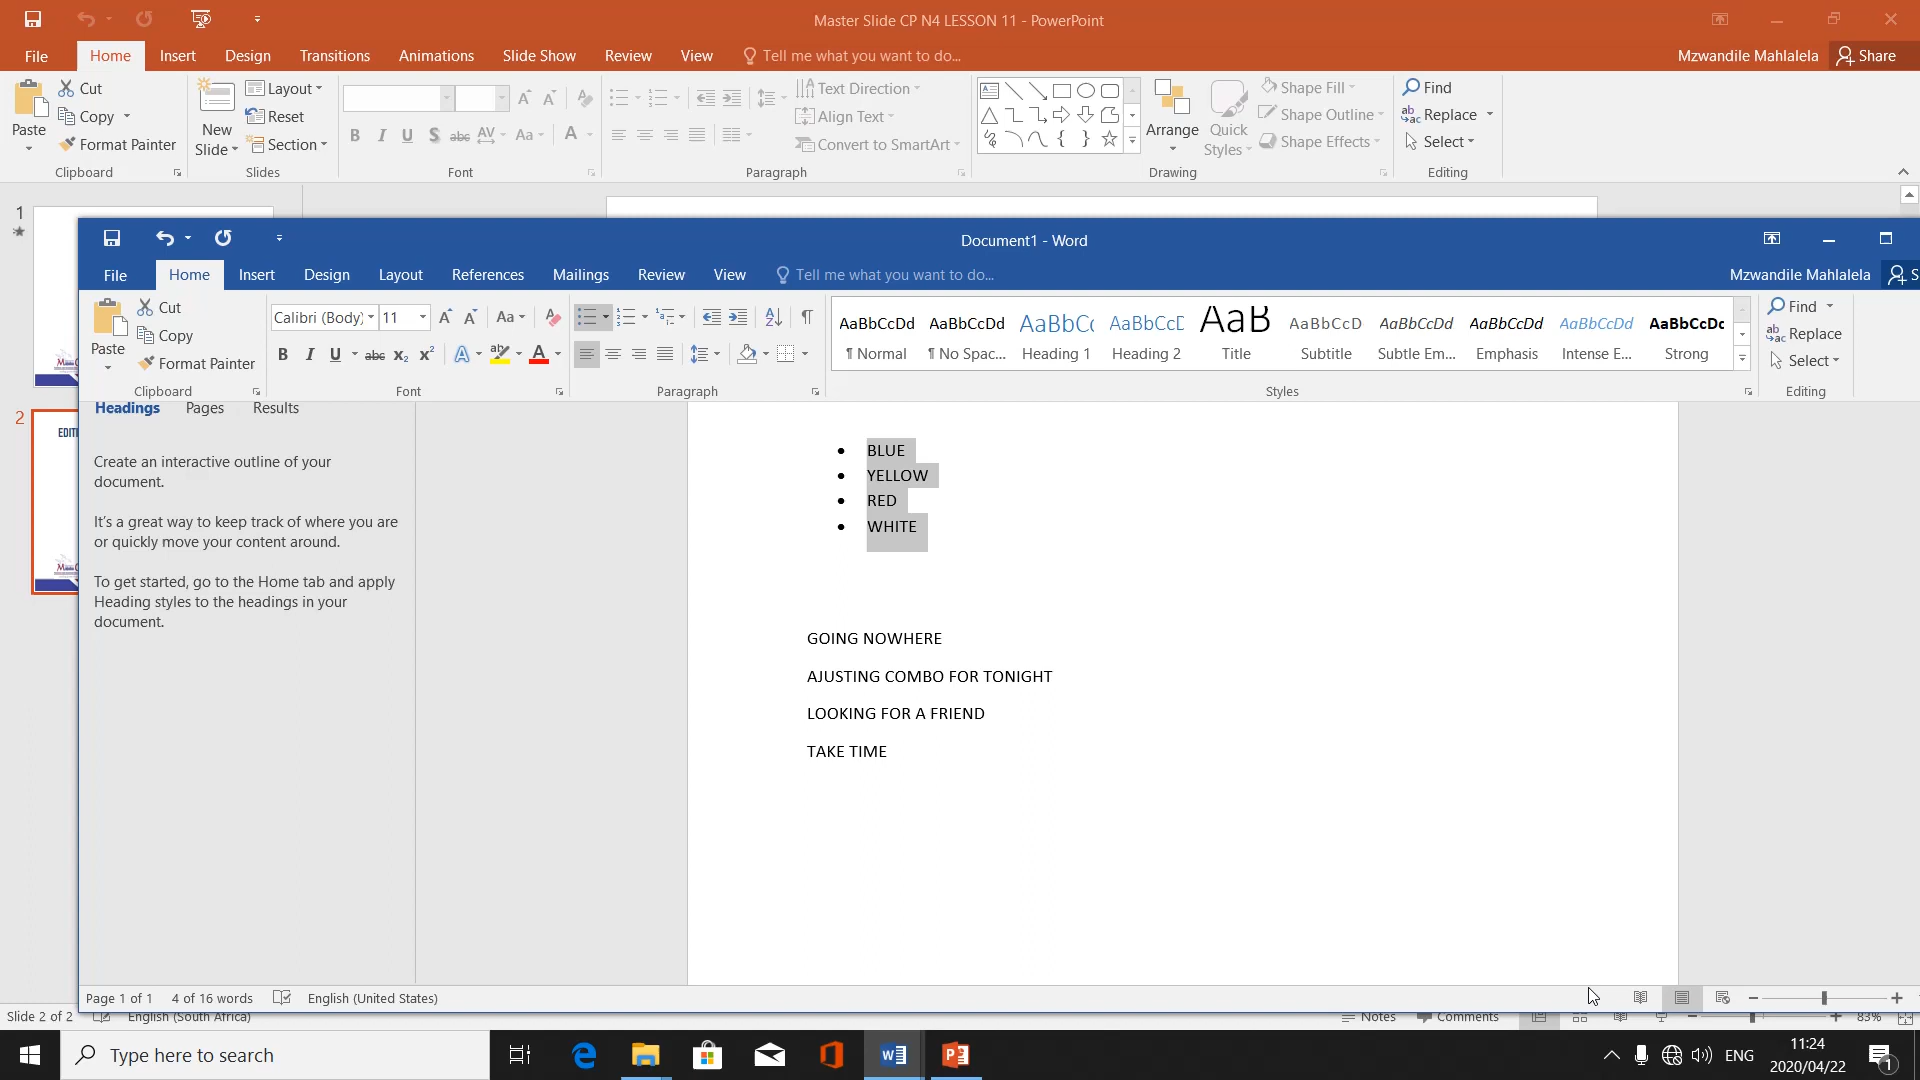 Master Slide CP N4 LESSON 11 - PowerPoint
File Home Insert Design Transitions Animations Slide Show Review View Tell me what you want to do... Mzwandile Mahlalela Share
Paste Cut Copy Format Painter Clipboard
New Slide Layout Reset Section Slides
abc AV Aa A Font
Text Direction Align Text Convert to SmartArt Paragraph
Arrange Quick Styles Shape Fill Shape Outline Shape Effects Drawing
Find Replace Select Editing
1
2
Document1 - Word
File Home Insert Design Layout References Mailings Review View Tell me what you want to do... Mzwandile Mahlalela S
Paste Cut Copy Format Painter Clipboard
Calibri (Body) 11 A A Aa
B I U abc X₂ X² A A Font
Paragraph
AaBbCcDd AaBbCcDd AaBbCc AaBbCcD AaB AaBbCcD AaBbCcDd AaBbCcDd AaBbCcDd AaBbCcDc
¶ Normal ¶ No Spac... Heading 1 Heading 2 Title Subtitle Subtle Em... Emphasis Intense E... Strong
Styles
Find Replace Select Editing
Headings Pages Results
Create an interactive outline of your
document.
It's a great way to keep track of where you are
or quickly move your content around.
To get started, go to the Home tab and apply
Heading styles to the headings in your
document.
• BLUE
• YELLOW
• RED
• WHITE
GOING NOWHERE
AJUSTING COMBO FOR TONIGHT
LOOKING FOR A FRIEND
TAKE TIME
Page 1 of 1 4 of 16 words English (United States)
Slide 2 of 2 English (South Africa) Notes Comments 83%
Type here to search
ENG 11:24
2020/04/22 1